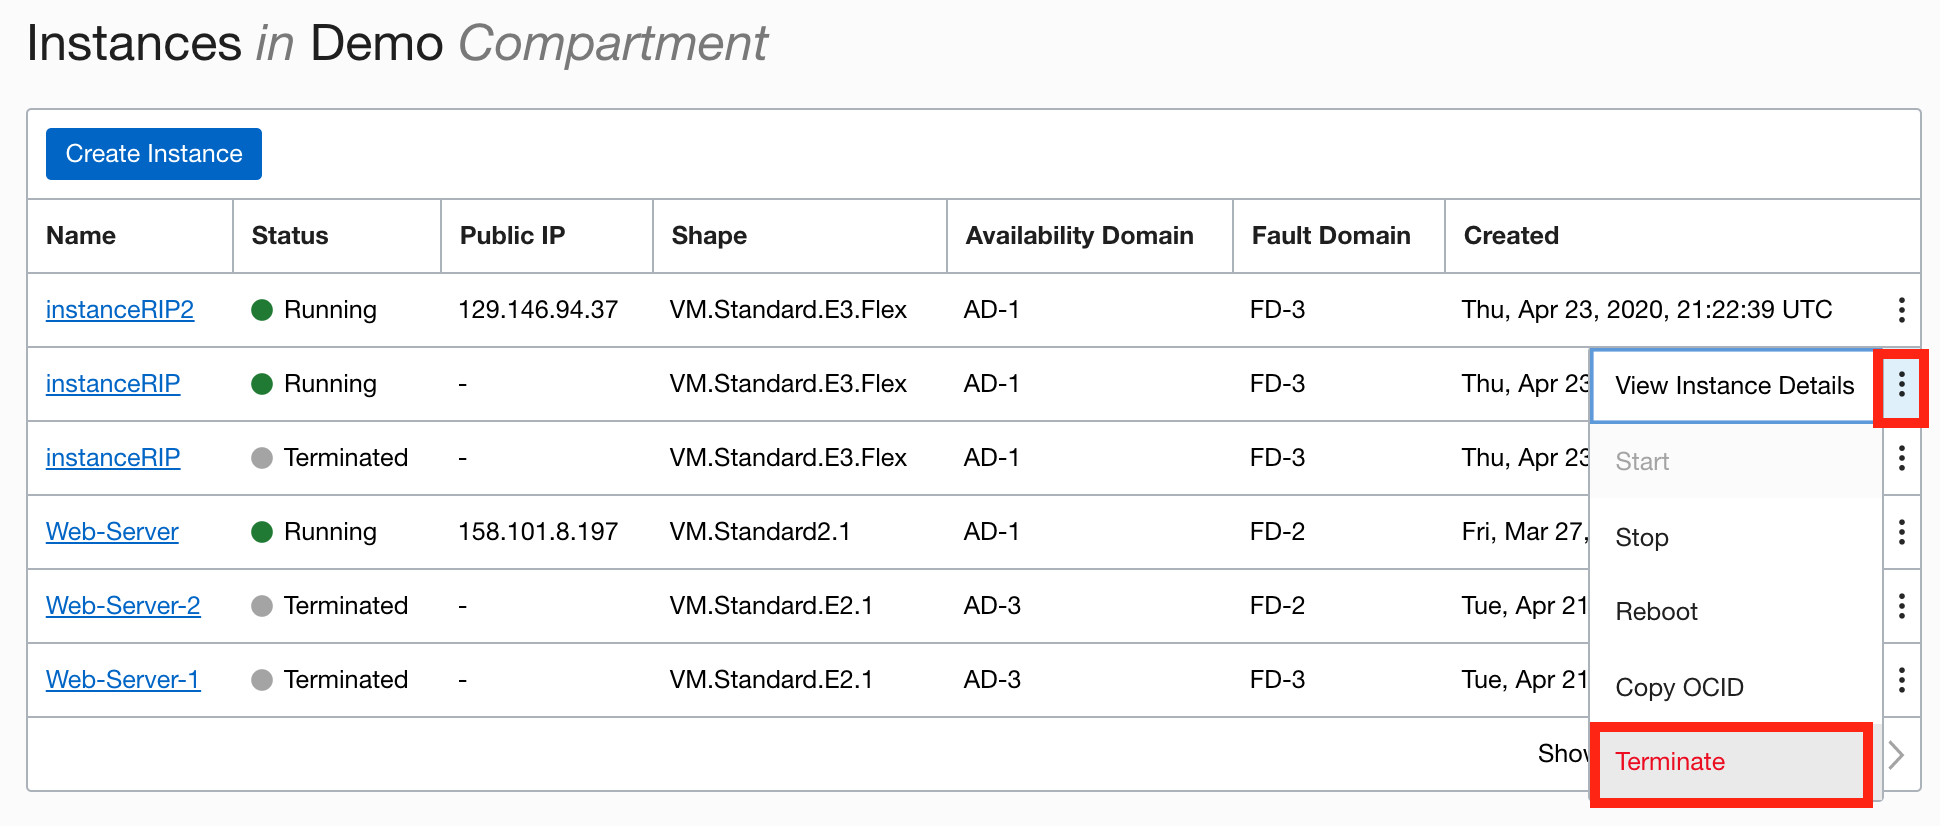 Instances in Demo Compartment
Create Instance
Name Status Public IP Shape Availability Domain Fault Domain Created
instanceRIP2 Running 129.146.94.37 VM.Standard.E3.Flex AD-1 FD-3 Thu, Apr 23, 2020, 21:22:39 UTC
instanceRIP Running - VM.Standard.E3.Flex AD-1 FD-3 Thu, Apr 23 View Instance Details
instanceRIP Terminated - VM.Standard.E3.Flex AD-1 FD-3 Thu, Apr 23 Start
Web-Server Running 158.101.8.197 VM.Standard2.1 AD-1 FD-2 Fri, Mar 27, Stop
Web-Server-2 Terminated - VM.Standard.E2.1 AD-3 FD-2 Tue, Apr 21 Reboot
Web-Server-1 Terminated - VM.Standard.E2.1 AD-3 FD-3 Tue, Apr 21 Copy OCID
Terminate